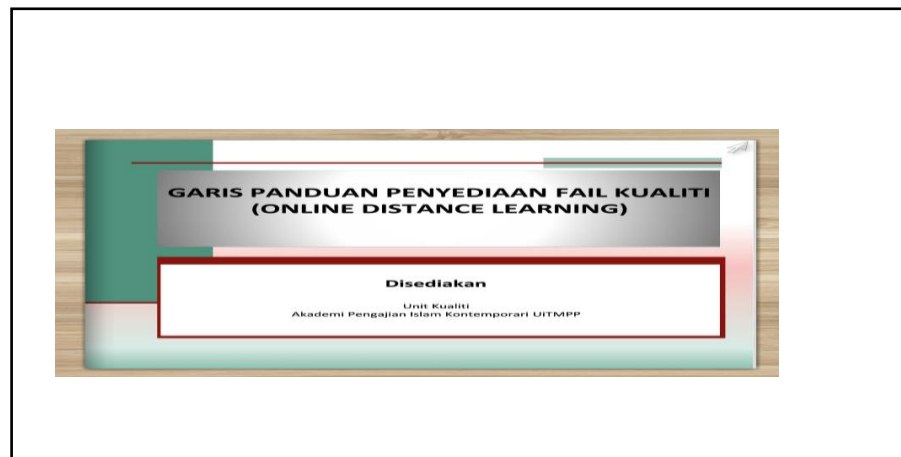 GARIS PANDUAN PENYEDIAAN FAIL KUALITI
(ONLINE DISTANCE LEARNING)
Disediakan
Unit Kualiti
Akademi Pengajian Islam Kontemporari UiTMPP